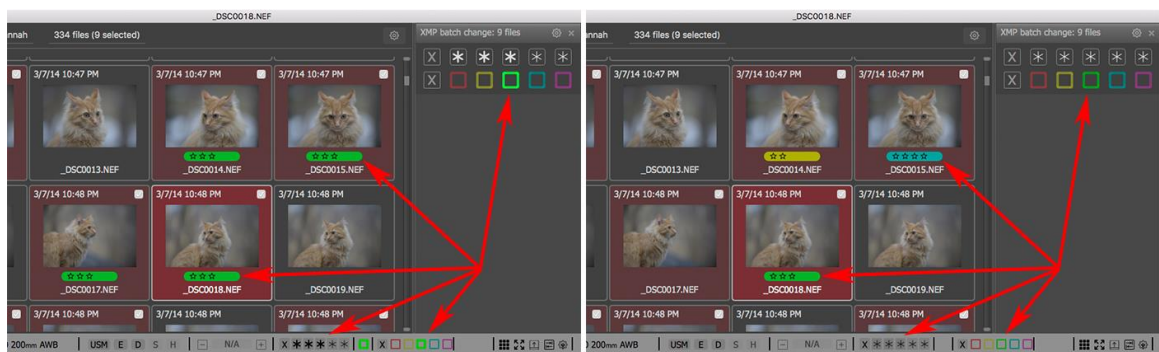 _DSC0018.NEF
nnah 334 files (9 selected)
XMP batch change: 9 files ×
X * * * * *
X
3/7/14 10:47 PM 3/7/14 10:47 PM 3/7/14 10:47 PM
☆☆☆ ☆☆☆
_DSC0013.NEF _DSC0014.NEF _DSC0015.NEF
3/7/14 10:48 PM 3/7/14 10:48 PM 3/7/14 10:48 PM
☆☆☆ ☆☆☆
_DSC0017.NEF _DSC0018.NEF _DSC0019.NEF
3/7/14 10:48 PM 3/7/14 10:48 PM 3/7/14 10:48 PM
200mm AWB USM E D S H − N/A + X * * * * * X
_DSC0018.NEF
nnah 334 files (9 selected)
XMP batch change: 9 files ×
X * * * * *
X
3/7/14 10:47 PM 3/7/14 10:47 PM 3/7/14 10:47 PM
☆☆ ☆☆☆☆
_DSC0013.NEF _DSC0014.NEF _DSC0015.NEF
3/7/14 10:48 PM 3/7/14 10:48 PM 3/7/14 10:48 PM
☆☆☆
_DSC0017.NEF _DSC0018.NEF _DSC0019.NEF
3/7/14 10:48 PM 3/7/14 10:48 PM 3/7/14 10:48 PM
200mm AWB USM E D S H − N/A + X * * * * * X